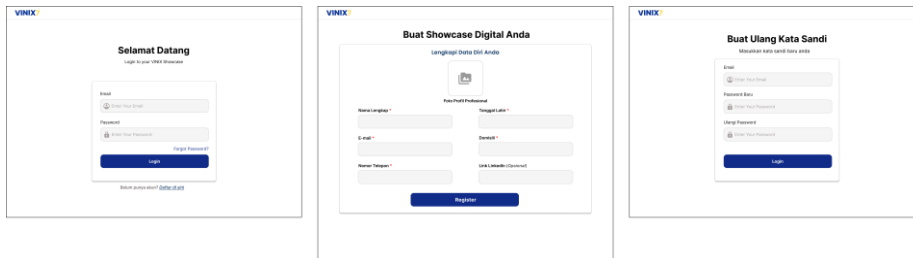 VINIX7
Selamat Datang
Login to your VINIX Showcase
Email
Enter Your Email
Password
Enter Your Password
Forgot Password?
Login
Belum punya akun? Daftar di sini
VINIX7
Buat Showcase Digital Anda
Lengkapi Data Diri Anda
Foto Profil Profesional
Nama Lengkap *
Tanggal Lahir *
E-mail *
Domisili *
Nomor Telepon *
Link LinkedIn (Opsional)
Register
VINIX7
Buat Ulang Kata Sandi
Masukkan kata sandi baru anda
Email
Enter Your Email
Password Baru
Enter Your Password
Ulangi Password
Enter Your Password
Login